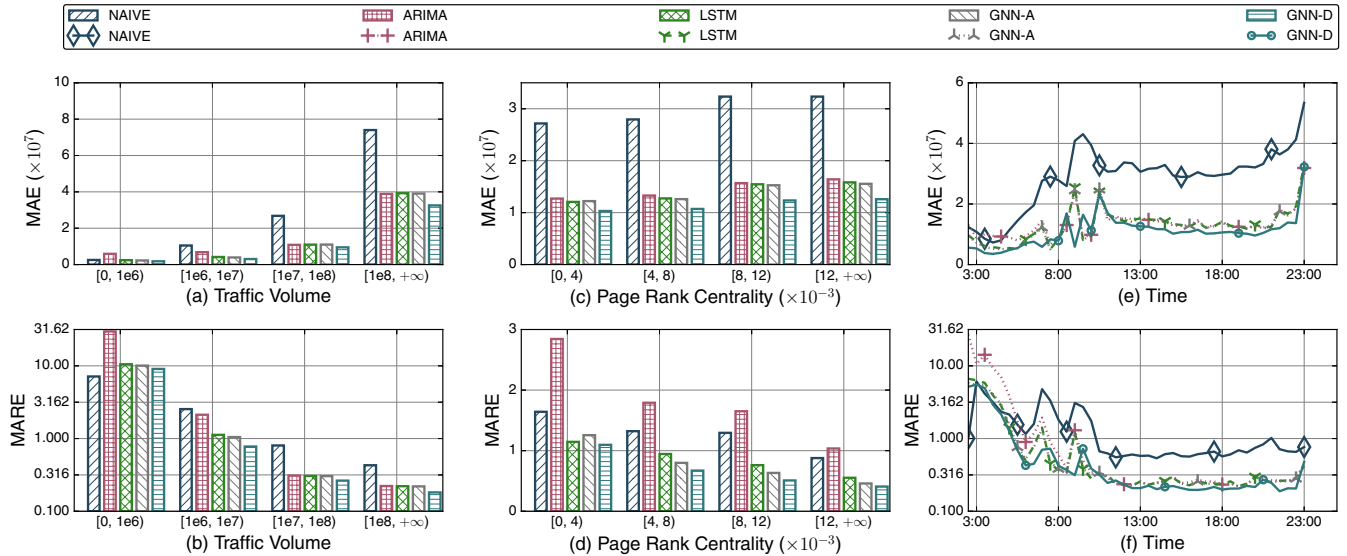 NAIVE ARIMA LSTM GNN-A GNN-D
NAIVE ARIMA LSTM GNN-A GNN-D
MAE (×10⁷)
10
8
6
4
2
0
[0, 1e6) [1e6, 1e7) [1e7, 1e8) [1e8, +∞)
(a) Traffic Volume
MAE (×10⁷)
3
2
1
0
[0, 4) [4, 8) [8, 12) [12, +∞)
(c) Page Rank Centrality (×10⁻³)
MAE (×10⁷)
6
4
2
0
3:00 8:00 13:00 18:00 23:00
(e) Time
MARE
31.62
10.00
3.162
1.000
0.316
0.100
[0, 1e6) [1e6, 1e7) [1e7, 1e8) [1e8, +∞)
(b) Traffic Volume
MARE
3
2
1
0
[0, 4) [4, 8) [8, 12) [12, +∞)
(d) Page Rank Centrality (×10⁻³)
MARE
31.62
10.00
3.162
1.000
0.316
0.100
3:00 8:00 13:00 18:00 23:00
(f) Time